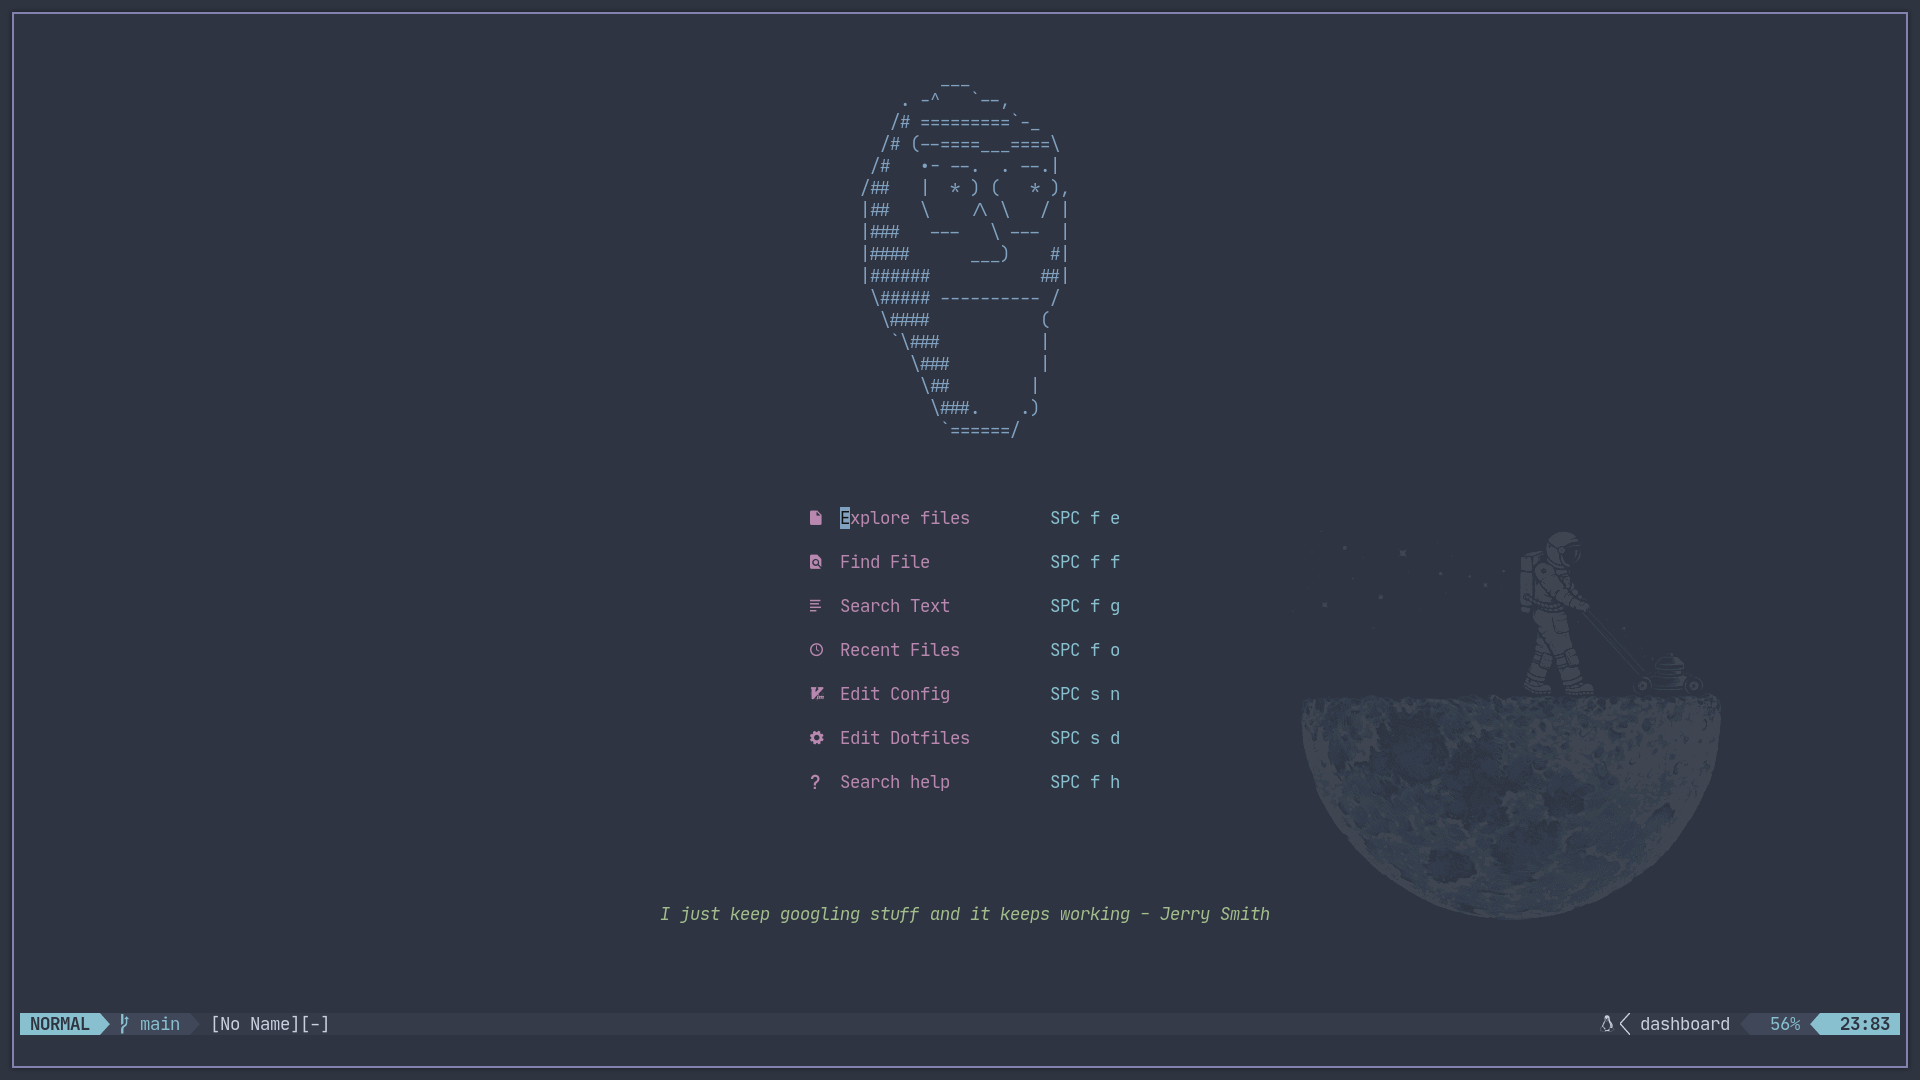 ___
         . -^   `--,
        /# =========`-_
       /# (--====___====\
      /#   •- --.  . --.|
     /##   |  * ) (   * ),
     |##   \    /\ \   / |
     |###   ---   \ ---  |
     |####      ___)    #|
     |######           ##|
      \##### ---------- /
       \####           (
        `\###          |
          \###         |
           \##        |
            \###.    .)
             `======/
Explore files SPC f e
Find File SPC f f
Search Text SPC f g
Recent Files SPC f o
Edit Config SPC s n
Edit Dotfiles SPC s d
? Search help SPC f h
I just keep googling stuff and it keeps working - Jerry Smith
NORMAL main [No Name][-] dashboard 56% 23:83